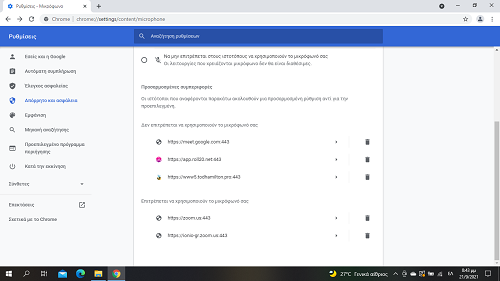 Ρυθμίσεις - Μικρόφωνο
Chrome | chrome://settings/content/microphone
Ρυθμίσεις
Αναζήτηση ρυθμίσεων
Εσείς και η Google
Αυτόματη συμπλήρωση
Έλεγχος ασφαλείας
Απόρρητο και ασφάλεια
Εμφάνιση
Μηχανή αναζήτησης
Προεπιλεγμένο πρόγραμμα
περιήγησης
Κατά την εκκίνηση
Σύνθετες
Επεκτάσεις
Σχετικά με το Chrome
Να μην επιτρέπεται στους ιστοτόπους να χρησιμοποιούν το μικρόφωνό σας
Οι λειτουργίες που χρειάζονται μικρόφωνο δεν θα είναι διαθέσιμες.
Προσαρμοσμένες συμπεριφορές
Οι ιστότοποι που αναφέρονται παρακάτω ακολουθούν μια προσαρμοσμένη ρύθμιση αντί για την
προεπιλεγμένη.
Δεν επιτρέπεται να χρησιμοποιούν το μικρόφωνό σας
https://meet.google.com:443
https://app.roll20.net:443
https://www5.todhamilton.pro:443
Επιτρέπεται να χρησιμοποιούν το μικρόφωνό σας
https://zoom.us:443
https://ionio-gr.zoom.us:443
27°C Γενικά αίθριος
ΕΛ
8:43 μμ
21/9/2021